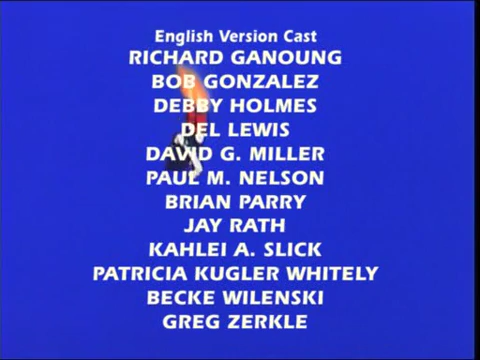 English Version Cast
RICHARD GANOUNG
BOB GONZALEZ
DEBBY HOLMES
DEL LEWIS
DAVID G. MILLER
PAUL M. NELSON
BRIAN PARRY
JAY RATH
KAHLEI A. SLICK
PATRICIA KUGLER WHITELY
BECKE WILENSKI
GREG ZERKLE